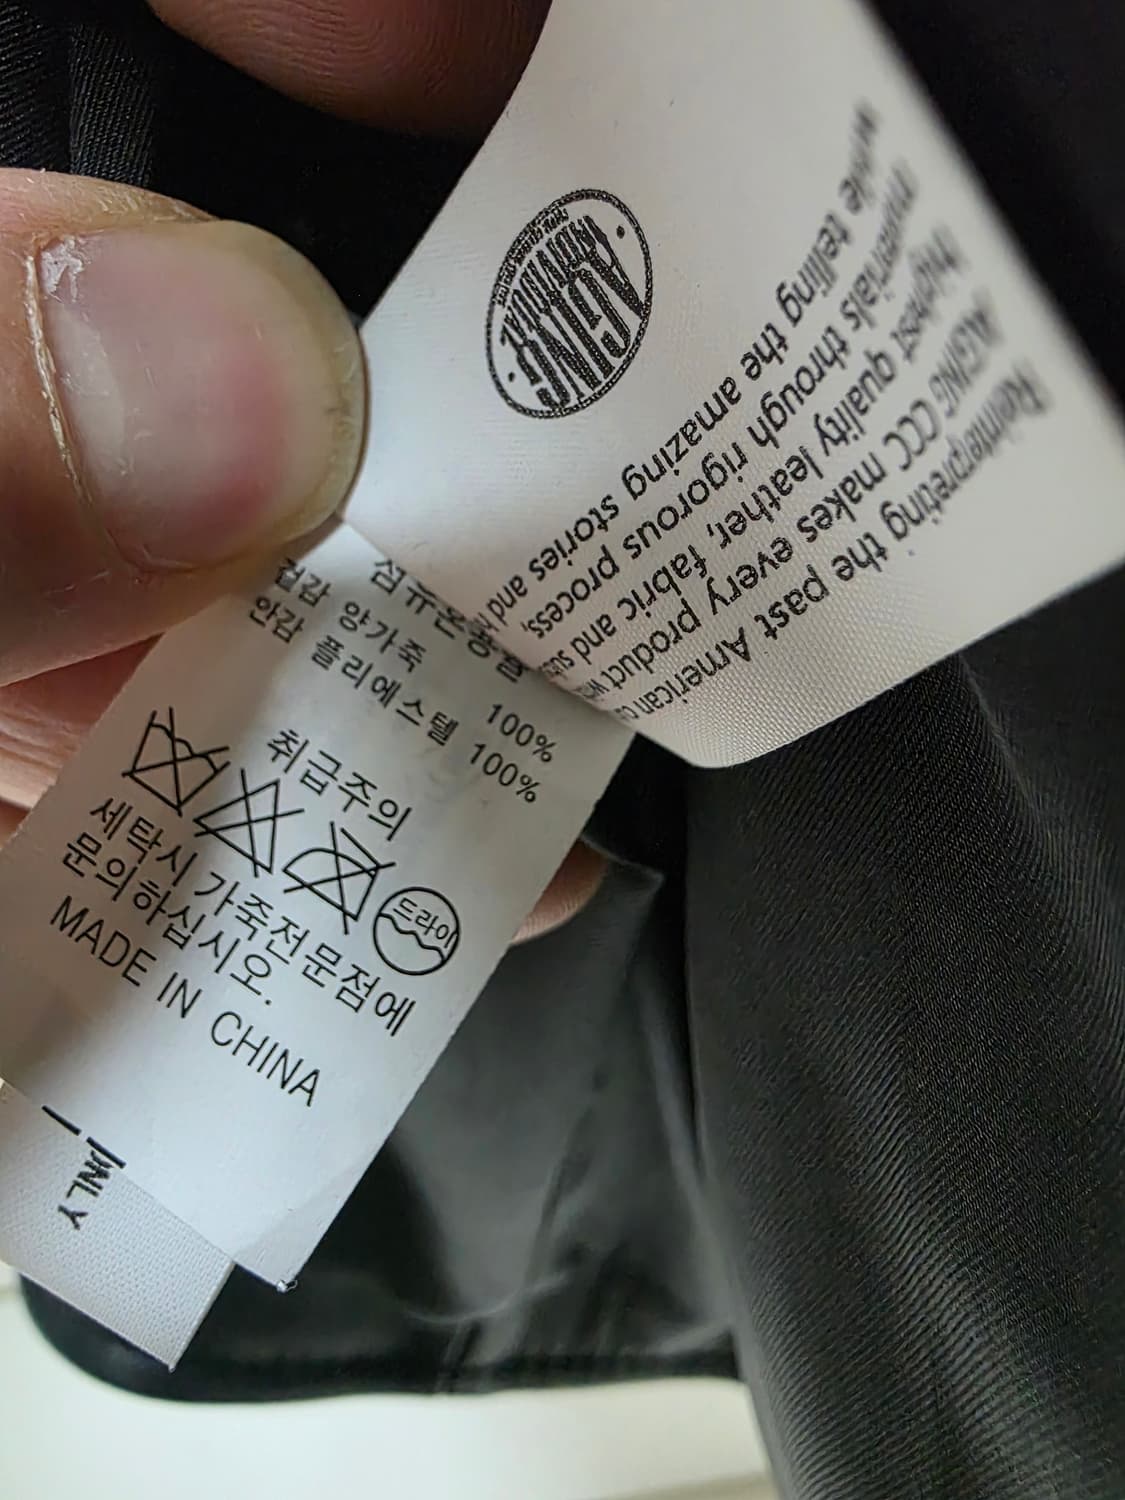 AGING
INDIVIDUAL
Reinterpreting the past American
AGING CCC makes every product
highest quality leather, fabric and
materials through rigorous process,
while telling the amazing stories and
섬유혼용률
겉감 양가죽 100%
안감 플리에스텔 100%
취급주의
드라이
세탁시 가죽전문점에
문의하십시오.
MADE IN CHINA